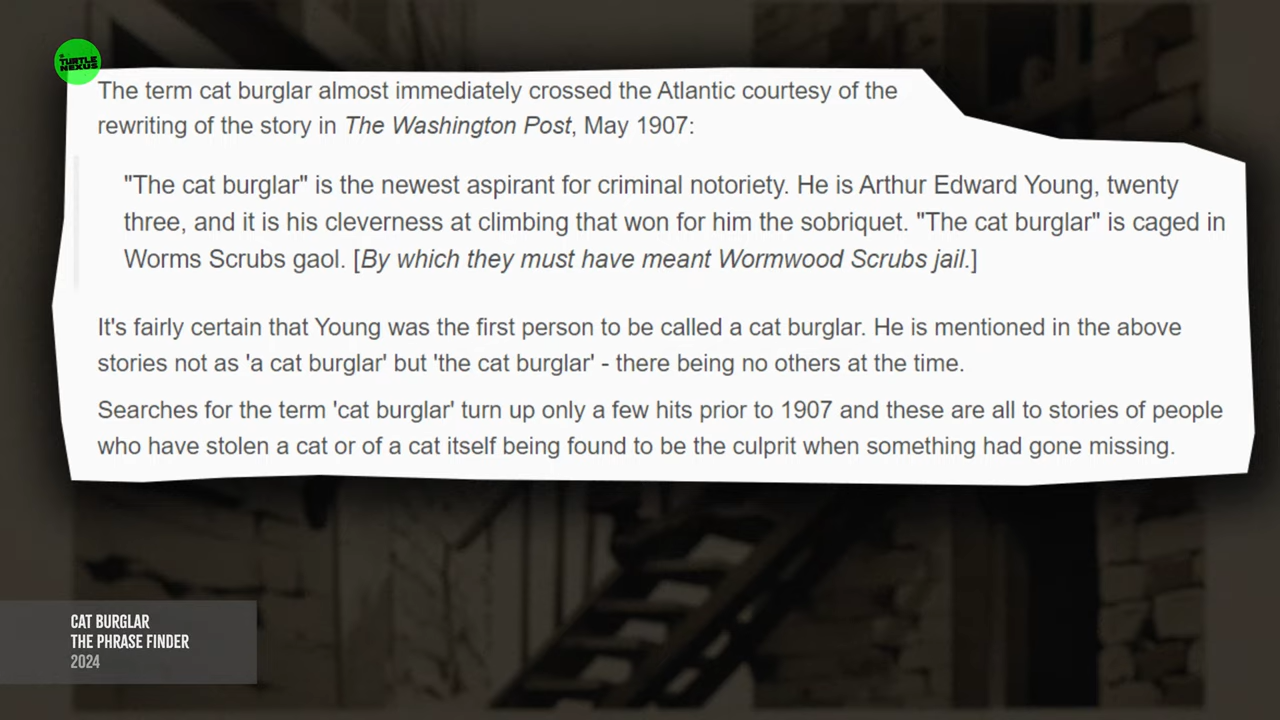 TURTLE
NEXUS
The term cat burglar almost immediately crossed the Atlantic courtesy of the
rewriting of the story in The Washington Post, May 1907:
"The cat burglar" is the newest aspirant for criminal notoriety. He is Arthur Edward Young, twenty
three, and it is his cleverness at climbing that won for him the sobriquet. "The cat burglar" is caged in
Worms Scrubs gaol. [By which they must have meant Wormwood Scrubs jail.]
It's fairly certain that Young was the first person to be called a cat burglar. He is mentioned in the above
stories not as 'a cat burglar' but 'the cat burglar' - there being no others at the time.
Searches for the term 'cat burglar' turn up only a few hits prior to 1907 and these are all to stories of people
who have stolen a cat or of a cat itself being found to be the culprit when something had gone missing.
CAT BURGLAR
THE PHRASE FINDER
2024